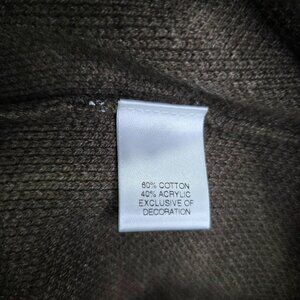 60% COTTON
40% ACRYLIC
EXCLUSIVE OF
DECORATION